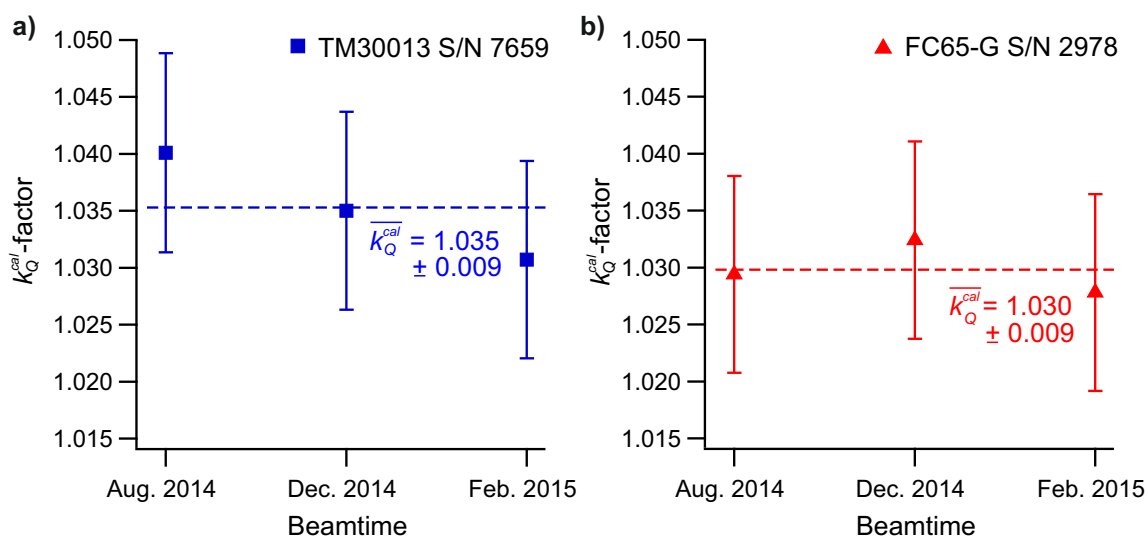 a)
TM30013 S/N 7659
1.050
1.045
1.040
1.035
1.030
1.025
1.020
1.015
k_Q^cal-factor
k_Q^cal = 1.035
± 0.009
Aug. 2014 Dec. 2014 Feb. 2015
Beamtime
b)
FC65-G S/N 2978
1.050
1.045
1.040
1.035
1.030
1.025
1.020
1.015
k_Q^cal-factor
k_Q^cal = 1.030
± 0.009
Aug. 2014 Dec. 2014 Feb. 2015
Beamtime